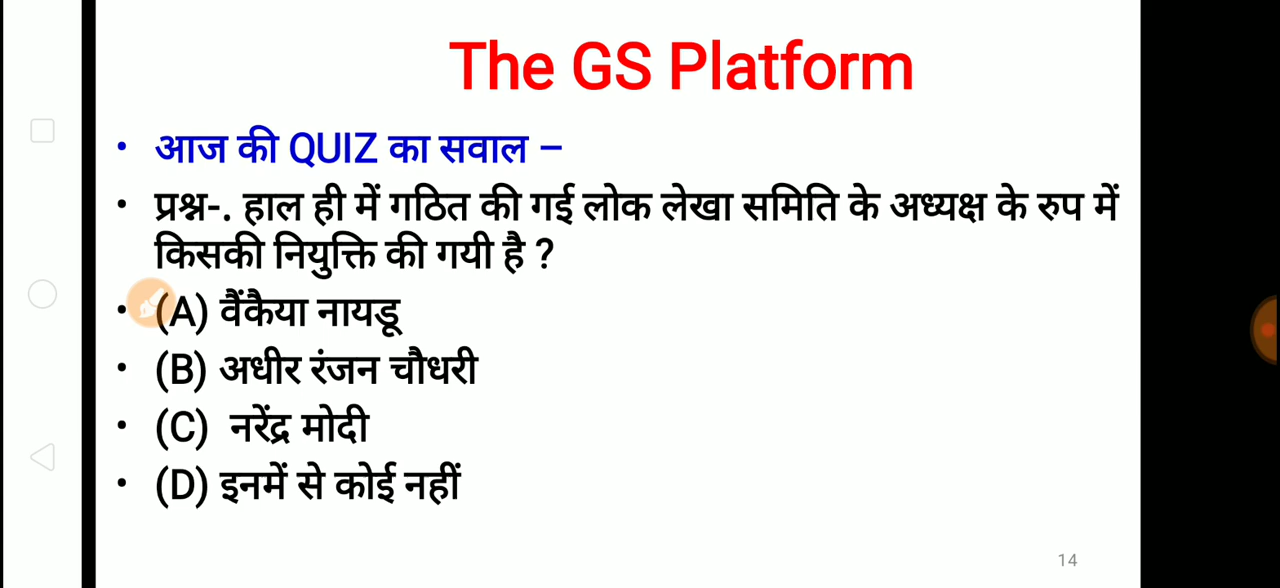 The GS Platform
• आज की QUIZ का सवाल –
• प्रश्न-. हाल ही में गठित की गई लोक लेखा समिति के अध्यक्ष के रुप में
किसकी नियुक्ति की गयी है ?
• (A) वैंकैया नायडू
• (B) अधीर रंजन चौधरी
• (C) नरेंद्र मोदी
• (D) इनमें से कोई नहीं
14